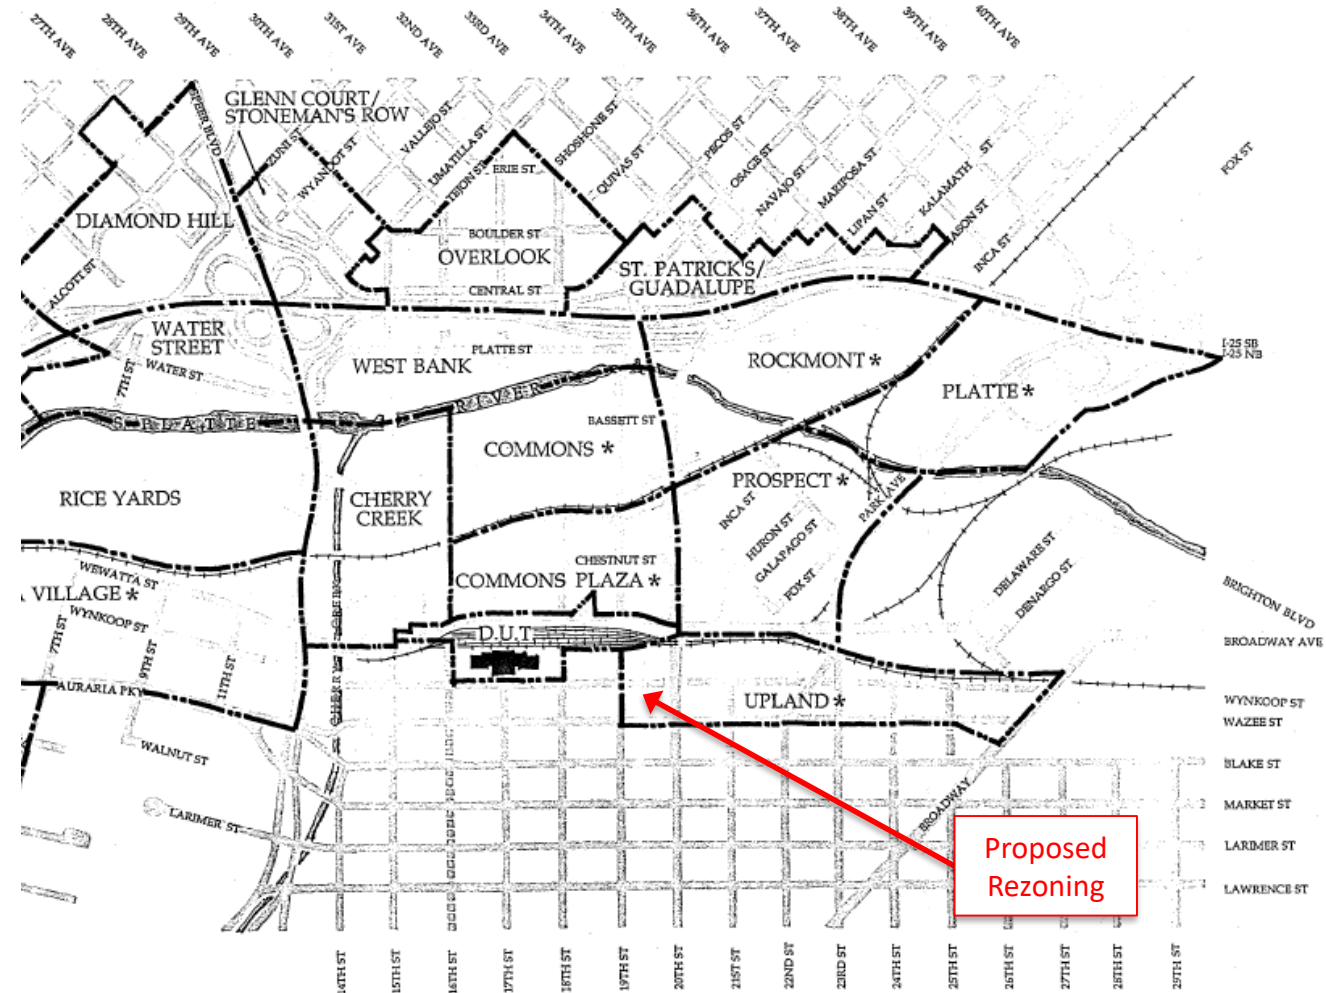 27TH AVE
28TH AVE
29TH AVE
30TH AVE
31ST AVE
32ND AVE
33RD AVE
34TH AVE
35TH AVE
36TH AVE
37TH AVE
38TH AVE
39TH AVE
40TH AVE
SPEER BLVD
GLENN COURT/
STONEMAN'S ROW
ZUNI ST
WYANDOT ST
VALLEJO ST
UMATILLA ST
TEJON ST
ERIE ST
SHOSHONE ST
QUIVAS ST
PECOS ST
OSAGE ST
NAVAJO ST
MARIPOSA ST
LIPAN ST
KALAMATH ST
JASON ST
INCA ST
FOX ST
DIAMOND HILL
BOULDER ST
OVERLOOK
ST. PATRICK'S/
GUADALUPE
ALCOTT ST
CENTRAL ST
WATER
STREET
7TH ST
WATER ST
WEST BANK
PLATTE ST
ROCKMONT *
PLATTE *
I-25 SB
I-25 NB
S PLATTE
RIVER
BASSETT ST
COMMONS *
PROSPECT *
PARK AVE
RICE YARDS
CHERRY
CREEK
INCA ST
HURON ST
GALAPAGO ST
FOX ST
CHESTNUT ST
COMMONS PLAZA *
DELAWARE ST
DENARGO ST
BRIGHTON BLVD
BROADWAY AVE
WEWATTA ST
VILLAGE *
WYNKOOP ST
7TH ST
9TH ST
11TH ST
CHERRY CREEK
D.U.T
AURARIA PKY
UPLAND *
WYNKOOP ST
WAZEE ST
WALNUT ST
BLAKE ST
LARIMER ST
BROADWAY
MARKET ST
LARIMER ST
LAWRENCE ST
Proposed
Rezoning
14TH ST
15TH ST
16TH ST
17TH ST
18TH ST
19TH ST
20TH ST
21ST ST
22ND ST
23RD ST
24TH ST
25TH ST
26TH ST
27TH ST
28TH ST
29TH ST